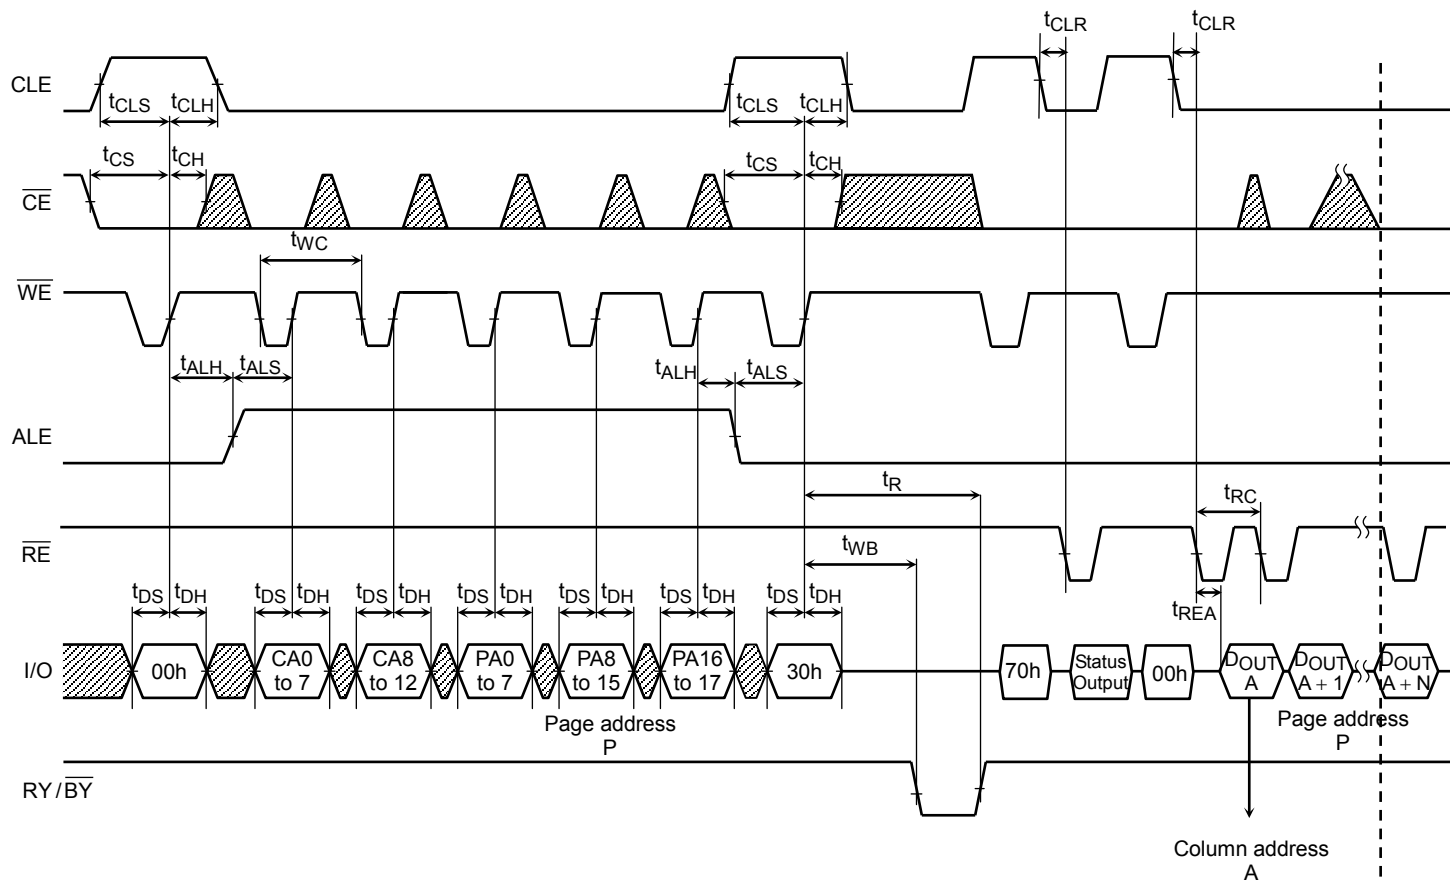 tCLR
tCLR
CLE
tCLS
tCLH
tCLS
tCLH
tCS
tCH
tCS
tCH
CE
tWC
WE
tALH
tALS
tALH
tALS
ALE
tR
tRC
RE
tWB
tDS
tDH
tDS
tDH
tDS
tDH
tDS
tDH
tDS
tDH
tDS
tDH
tDS
tDH
tREA
I/O
00h
CA0
to 7
CA8
to 12
PA0
to 7
PA8
to 15
PA16
to 17
30h
70h
Status
Output
00h
DOUT
A
DOUT
A + 1
DOUT
A + N
Page address
P
Page address
P
RY/BY
Column address
A